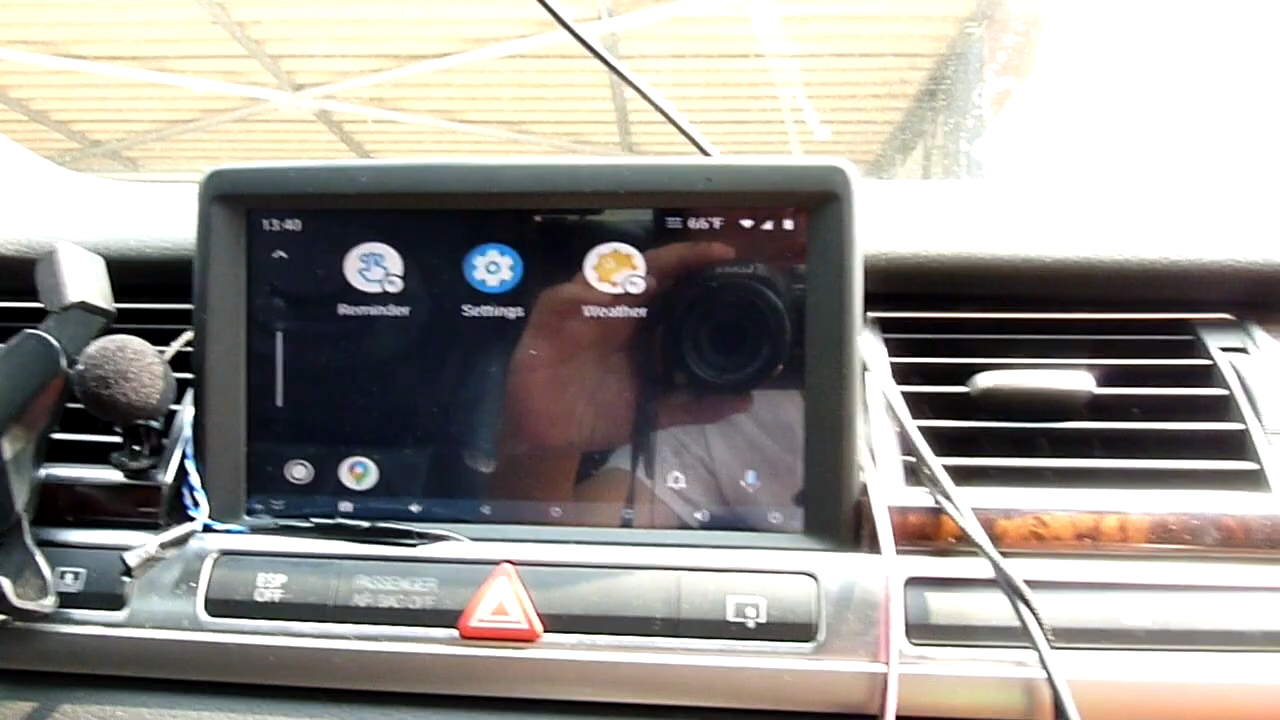 13:40
66°F
Reminder
Settings
Weather
ESP
OFF
PASSENGER
AIR BAG OFF